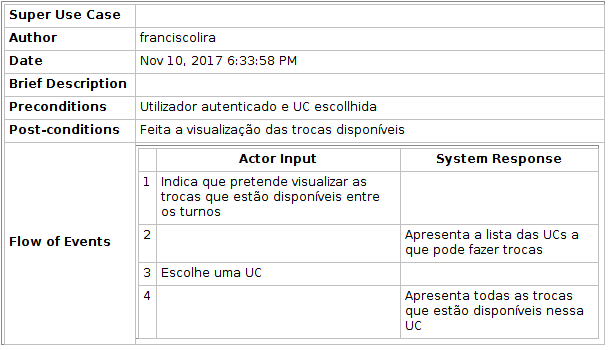 Super Use Case
Author franciscolira
Date Nov 10, 2017 6:33:58 PM
Brief Description
Preconditions Utilizador autenticado e UC escollhida
Post-conditions Feita a visualização das trocas disponíveis
Flow of Events
Actor Input System Response
1 Indica que pretende visualizar as
trocas que estão disponíveis entre
os turnos
2 Apresenta a lista das UCs a
que pode fazer trocas
3 Escolhe uma UC
4 Apresenta todas as trocas
que estão disponíveis nessa
UC